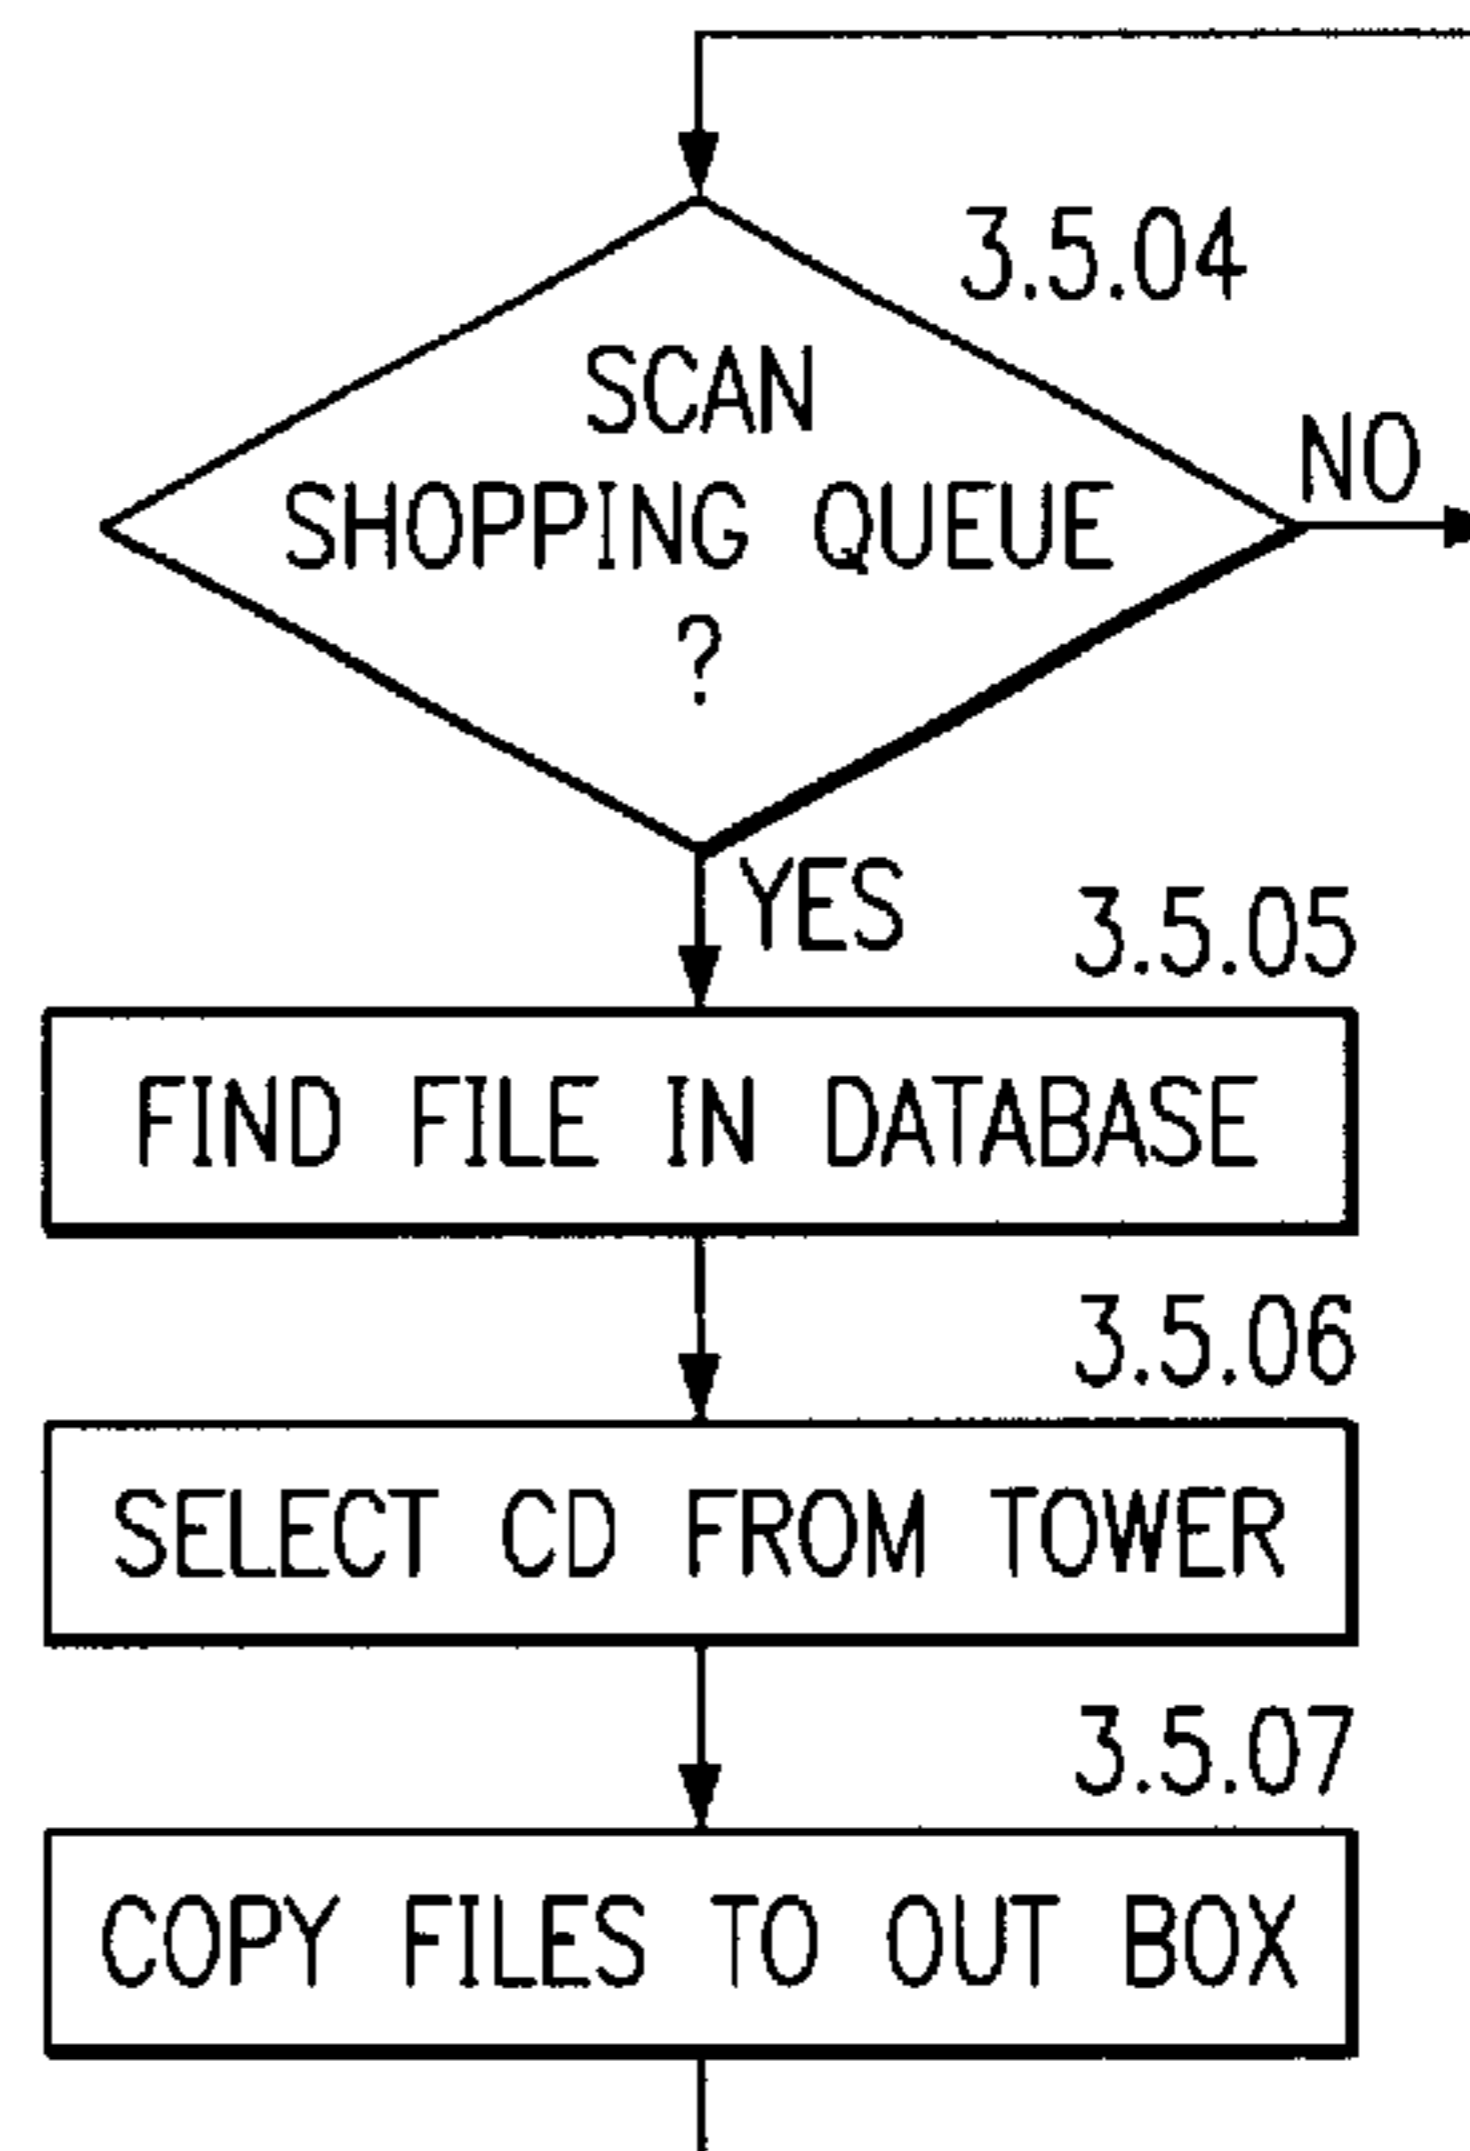 3.5.04
SCAN
SHOPPING QUEUE
?
NO
YES
3.5.05
FIND FILE IN DATABASE
3.5.06
SELECT CD FROM TOWER
3.5.07
COPY FILES TO OUT BOX